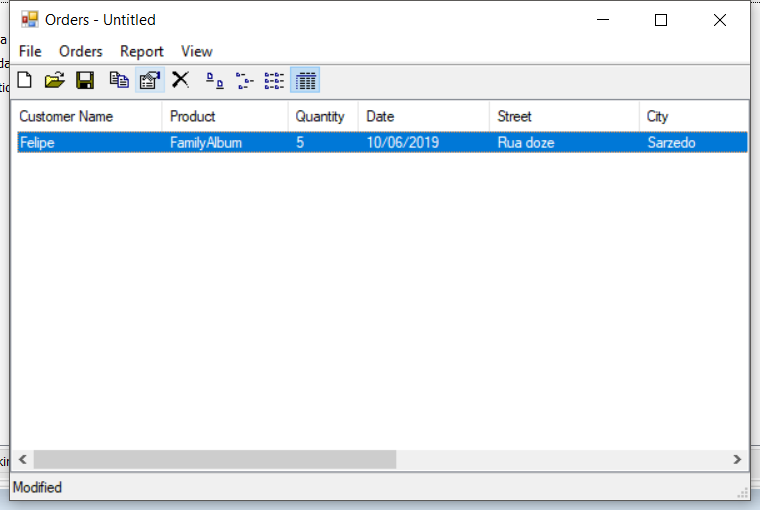 Orders - Untitled
File Orders Report View
Customer Name Product Quantity Date Street City
Felipe FamilyAlbum 5 10/06/2019 Rua doze Sarzedo
Modified